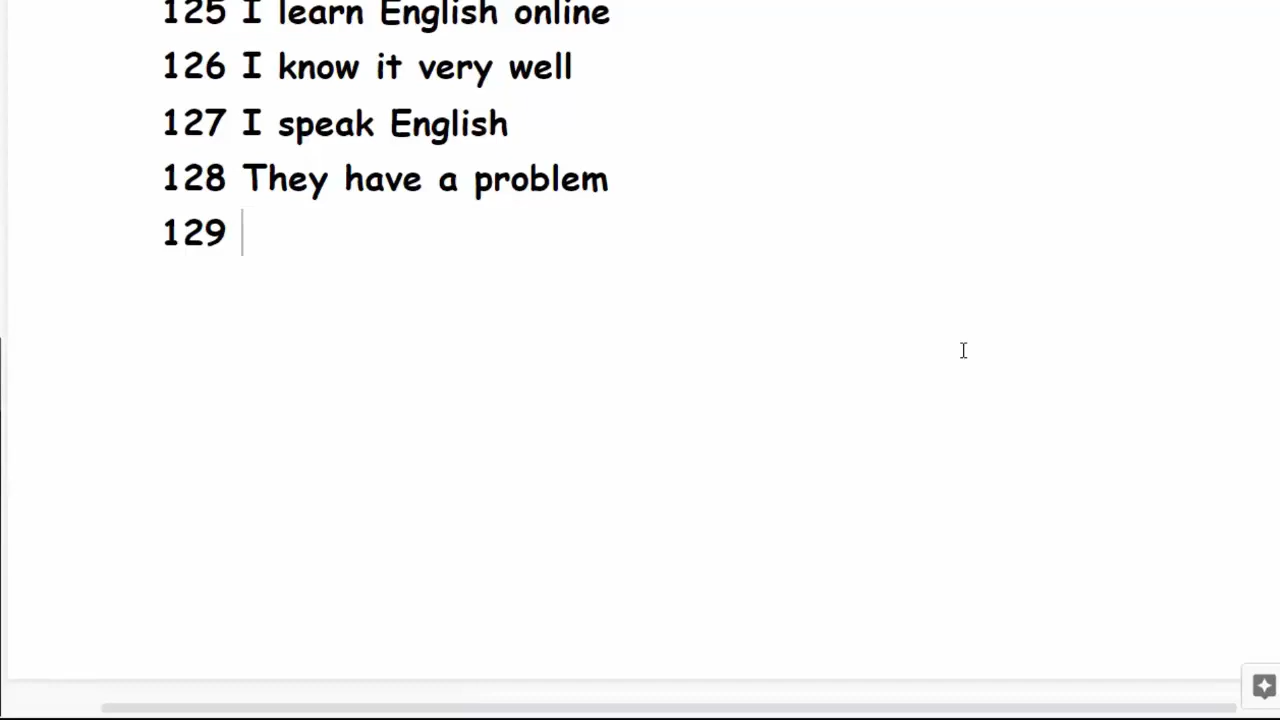 125 I learn English online
126 I know it very well
127 I speak English
128 They have a problem
129